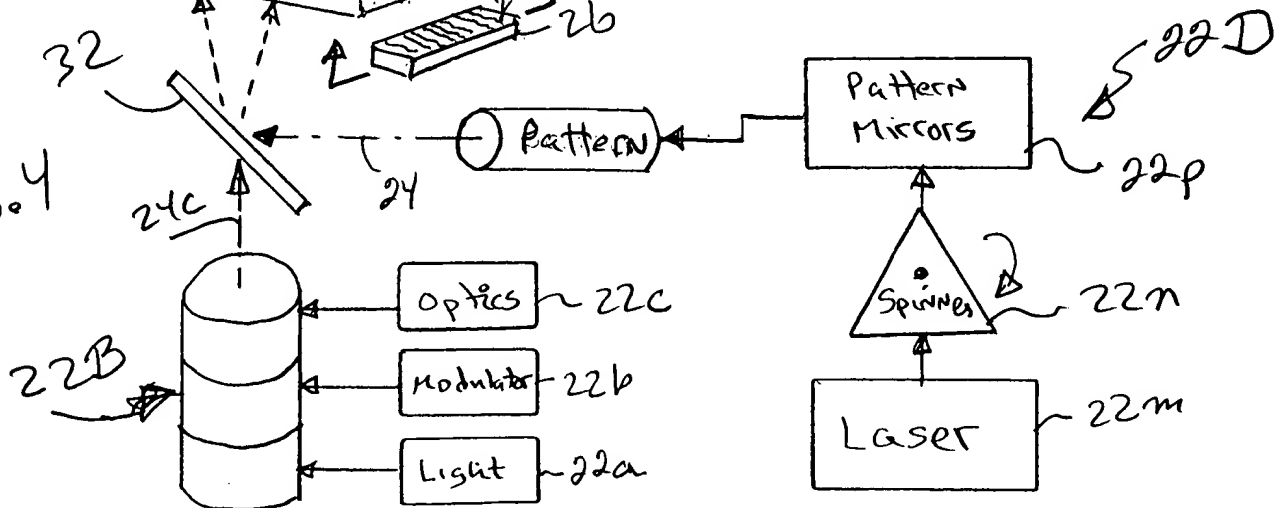 26
22D
32
Pattern
Mirrors
Pattern
22p
24
24C
.4
Optics
22c
Spinner
22n
22B
Modulator
22b
Laser
22m
Light
22a